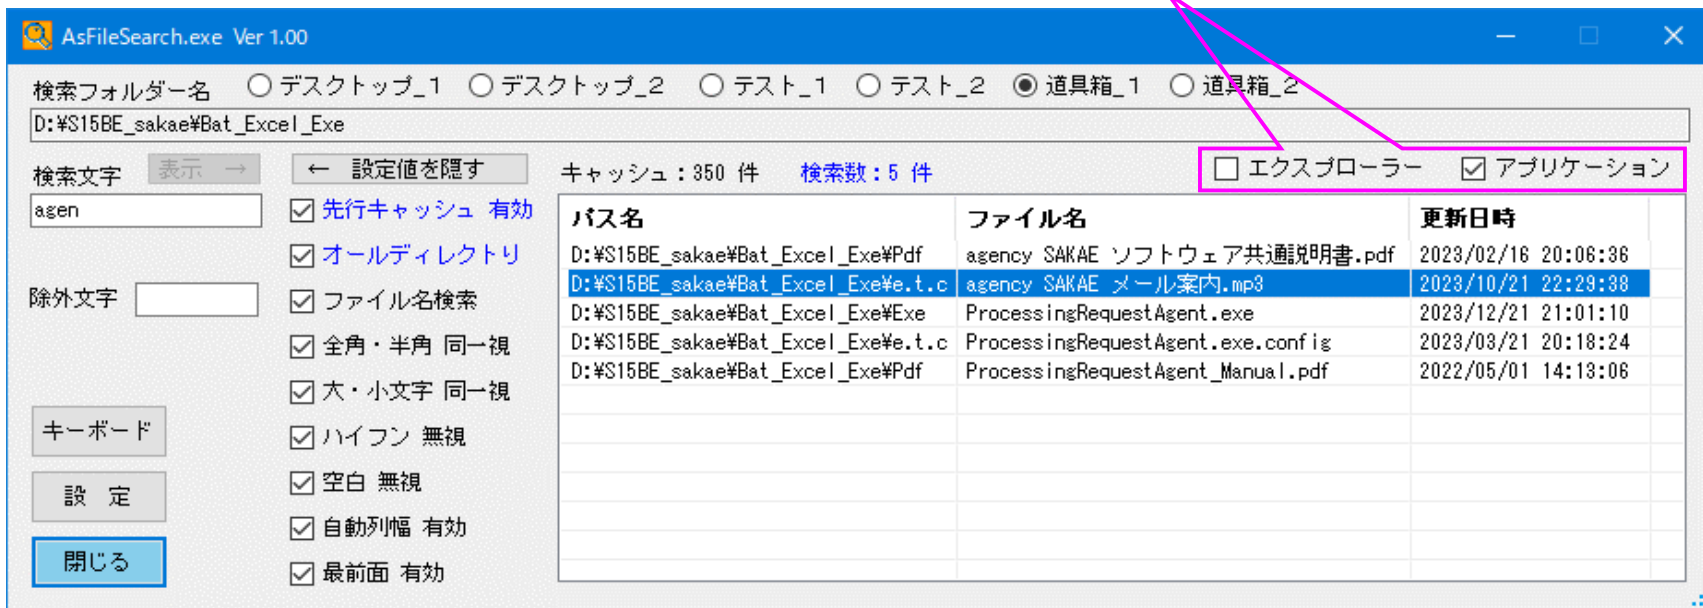 AsFileSearch.exe Ver 1.00
検索フォルダー名 デスクトップ_1 デスクトップ_2 テスト_1 テスト_2 道具箱_1 道具箱_2
D:¥S15BE_sakae¥Bat_Excel_Exe
検索文字 表示 → ← 設定値を隠す キャッシュ：350 件 検索数：5 件 エクスプローラー アプリケーション
agen
先行キャッシュ 有効
オールディレクトリ
除外文字
ファイル名検索
全角・半角 同一視
大・小文字 同一視
ハイフン 無視
空白 無視
自動列幅 有効
最前面 有効
キーボード
設 定
閉じる
パス名 ファイル名 更新日時
D:¥S15BE_sakae¥Bat_Excel_Exe¥Pdf agency SAKAE ソフトウェア共通説明書.pdf 2023/02/16 20:06:36
D:¥S15BE_sakae¥Bat_Excel_Exe¥e.t.c agency SAKAE メール案内.mp3 2023/10/21 22:29:38
D:¥S15BE_sakae¥Bat_Excel_Exe¥Exe ProcessingRequestAgent.exe 2023/12/21 21:01:10
D:¥S15BE_sakae¥Bat_Excel_Exe¥e.t.c ProcessingRequestAgent.exe.config 2023/03/21 20:18:24
D:¥S15BE_sakae¥Bat_Excel_Exe¥Pdf ProcessingRequestAgent_Manual.pdf 2022/05/01 14:13:06